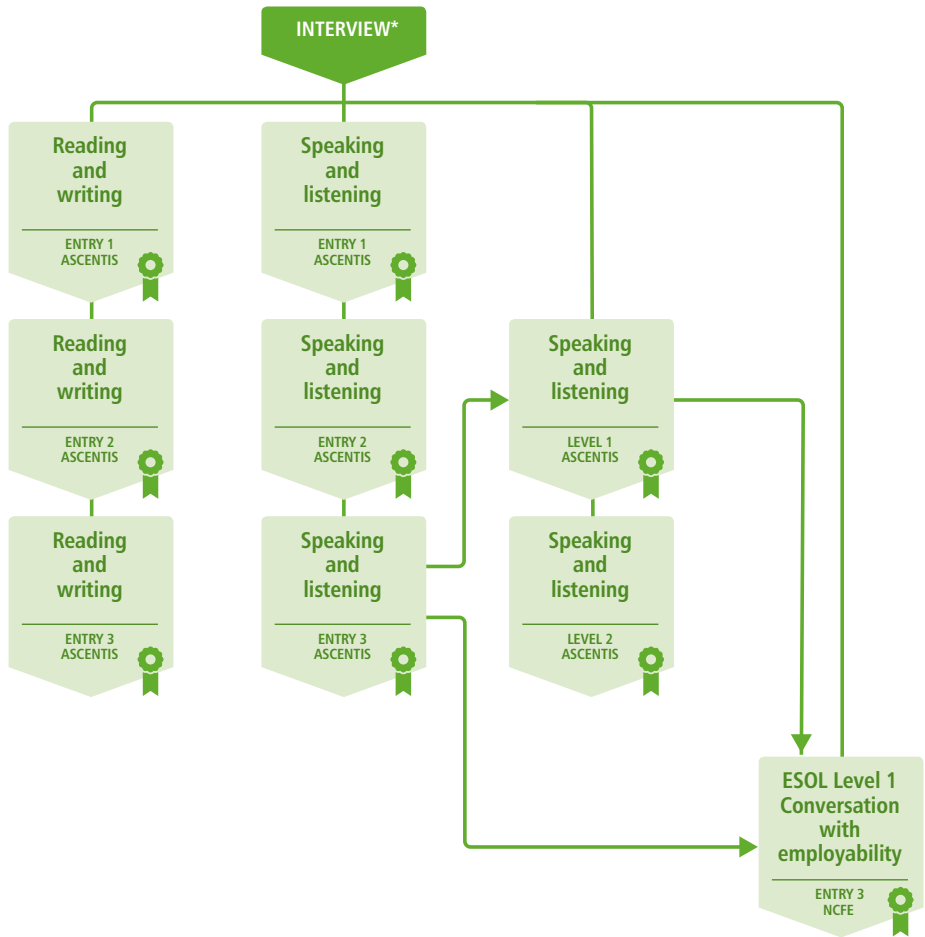 INTERVIEW*
Reading
and
writing
ENTRY 1
ASCENTIS
Speaking
and
listening
ENTRY 1
ASCENTIS
Reading
and
writing
ENTRY 2
ASCENTIS
Speaking
and
listening
ENTRY 2
ASCENTIS
Speaking
and
listening
LEVEL 1
ASCENTIS
Reading
and
writing
ENTRY 3
ASCENTIS
Speaking
and
listening
ENTRY 3
ASCENTIS
Speaking
and
listening
LEVEL 2
ASCENTIS
ESOL Level 1
Conversation
with
employability
ENTRY 3
NCFE